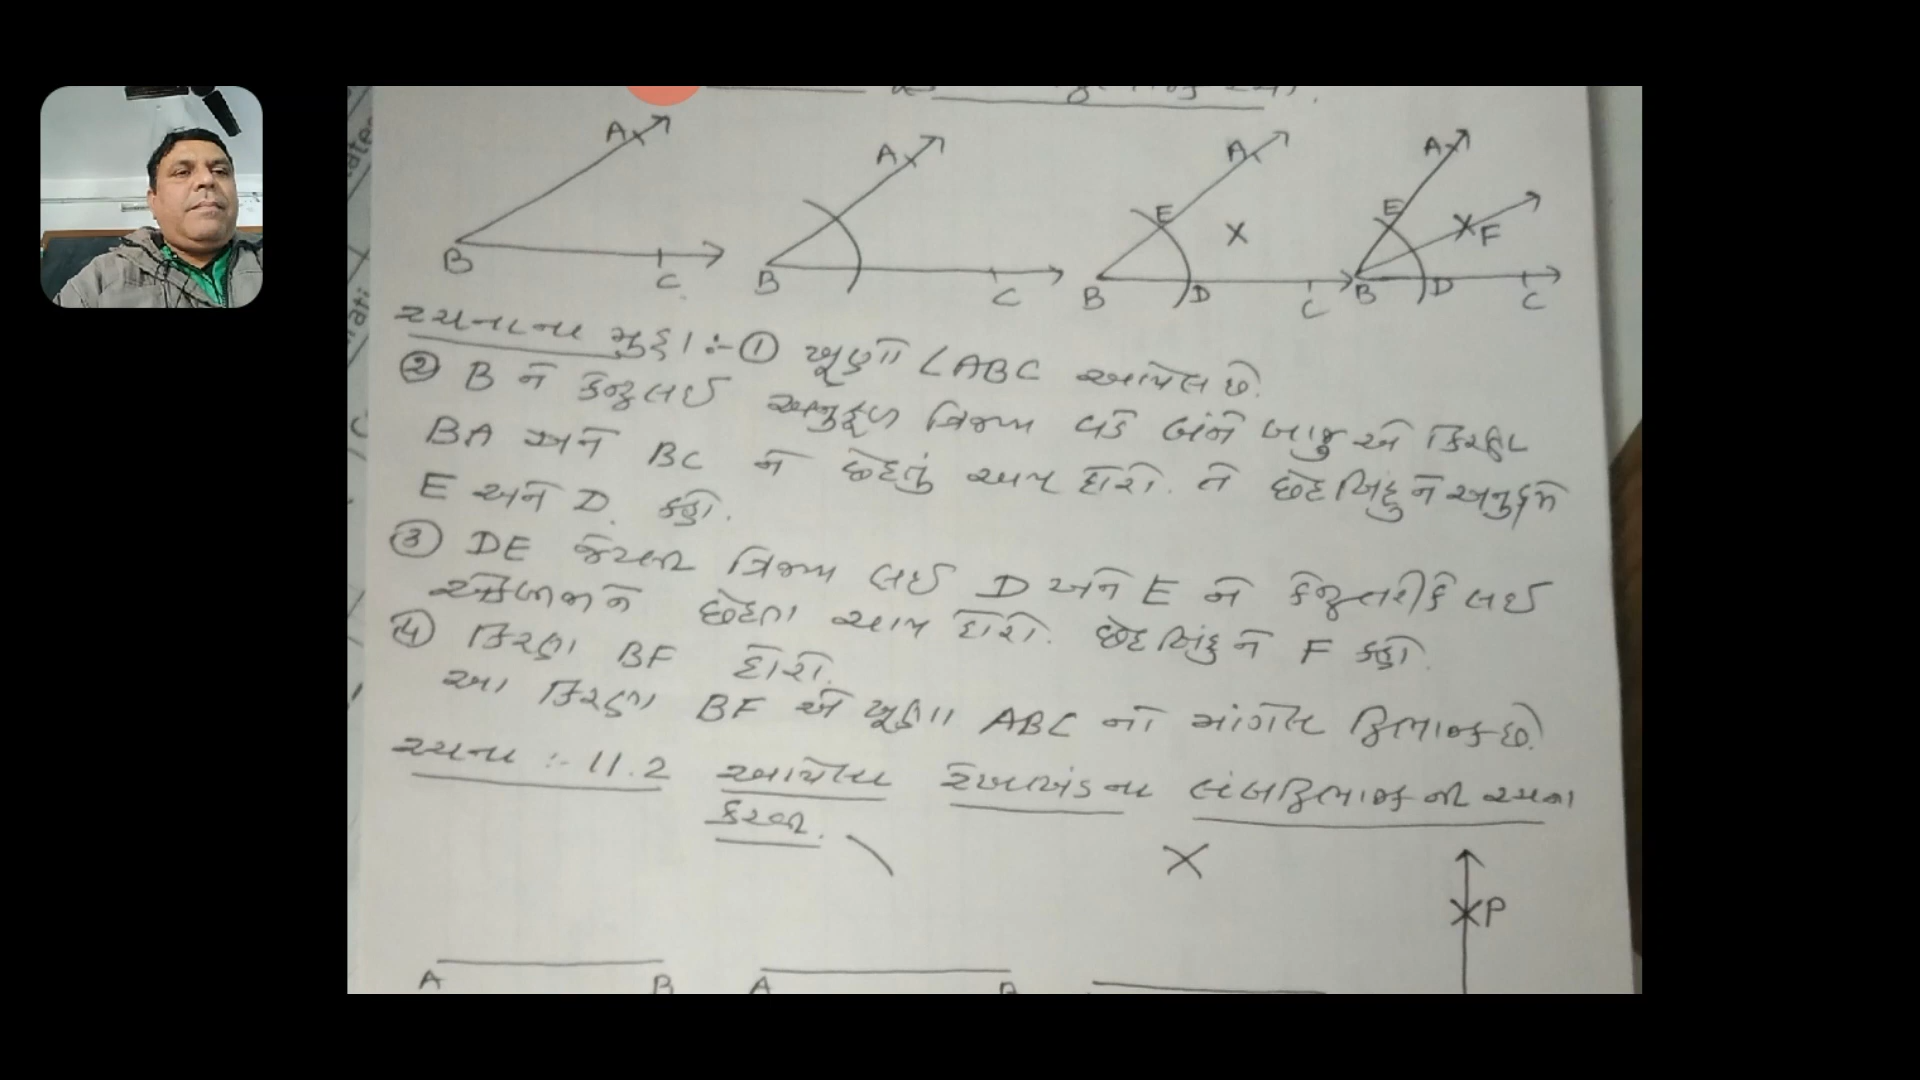 A A A A
E E F
B C B C B D C B D C
રચનાના મુદ્દા :- ① ખૂણો ∠ABC આપેલ છે.
② B ને કેન્દ્ર લઈ અનુકૂળ ત્રિજ્યા વડે બંને બાજુએ કિરણ
BA અને BC ને છેદતું ચાપ દોરો. તે છેદબિંદુને અનુક્રમે
E અને D કહો.
③ DE જેટલી ત્રિજ્યા લઈ D અને E ને કેન્દ્ર તરીકે લઈ
એકબીજાને છેદતા ચાપ દોરો. છેદબિંદુને F કહો.
④ કિરણ BF દોરો.
આ કિરણ BF એ ખૂણા ABC નો માંગેલ દ્વિભાજક છે.
રચના :- 11.2 આપેલા રેખાખંડના લંબદ્વિભાજકની રચના
કરવી.
P
A B A B